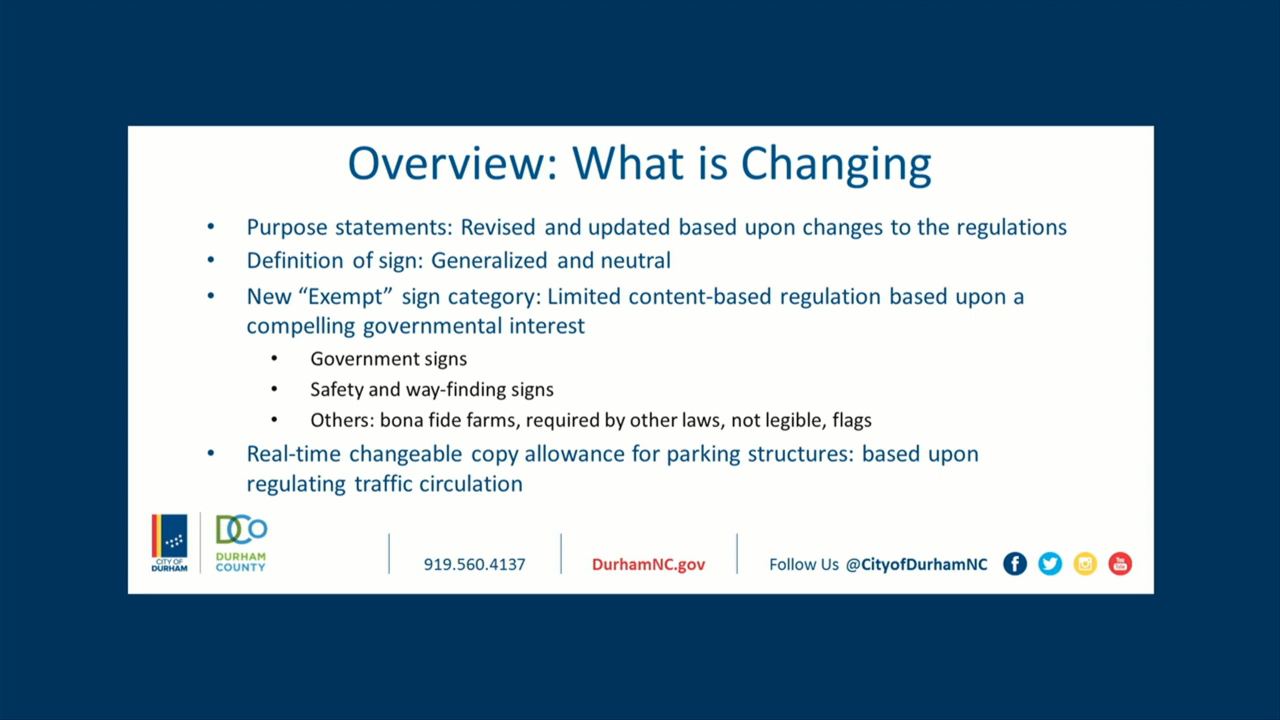 Overview: What is Changing
• Purpose statements: Revised and updated based upon changes to the regulations
• Definition of sign: Generalized and neutral
• New “Exempt” sign category: Limited content-based regulation based upon a
compelling governmental interest
• Government signs
• Safety and way-finding signs
• Others: bona fide farms, required by other laws, not legible, flags
• Real-time changeable copy allowance for parking structures: based upon
regulating traffic circulation
CITY OF
DURHAM
DCo
DURHAM
COUNTY
919.560.4137
DurhamNC.gov
Follow Us @CityofDurhamNC
f
You
Tube